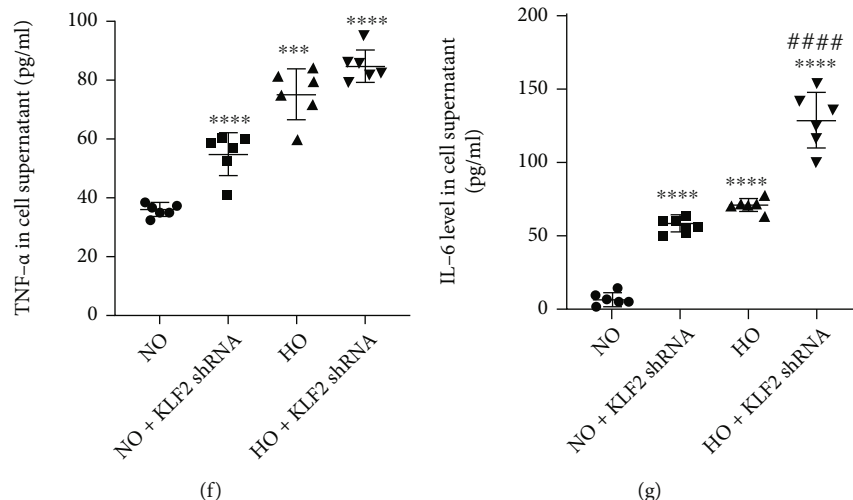 TNF–α in cell supernatant (pg/ml)
100
80
60
40
20
0
****
***
****
NO
NO + KLF2 shRNA
HO
HO + KLF2 shRNA
(f)
IL–6 level in cell supernatant
(pg/ml)
200
150
100
50
0
****
****
####
****
NO
NO + KLF2 shRNA
HO
HO + KLF2 shRNA
(g)